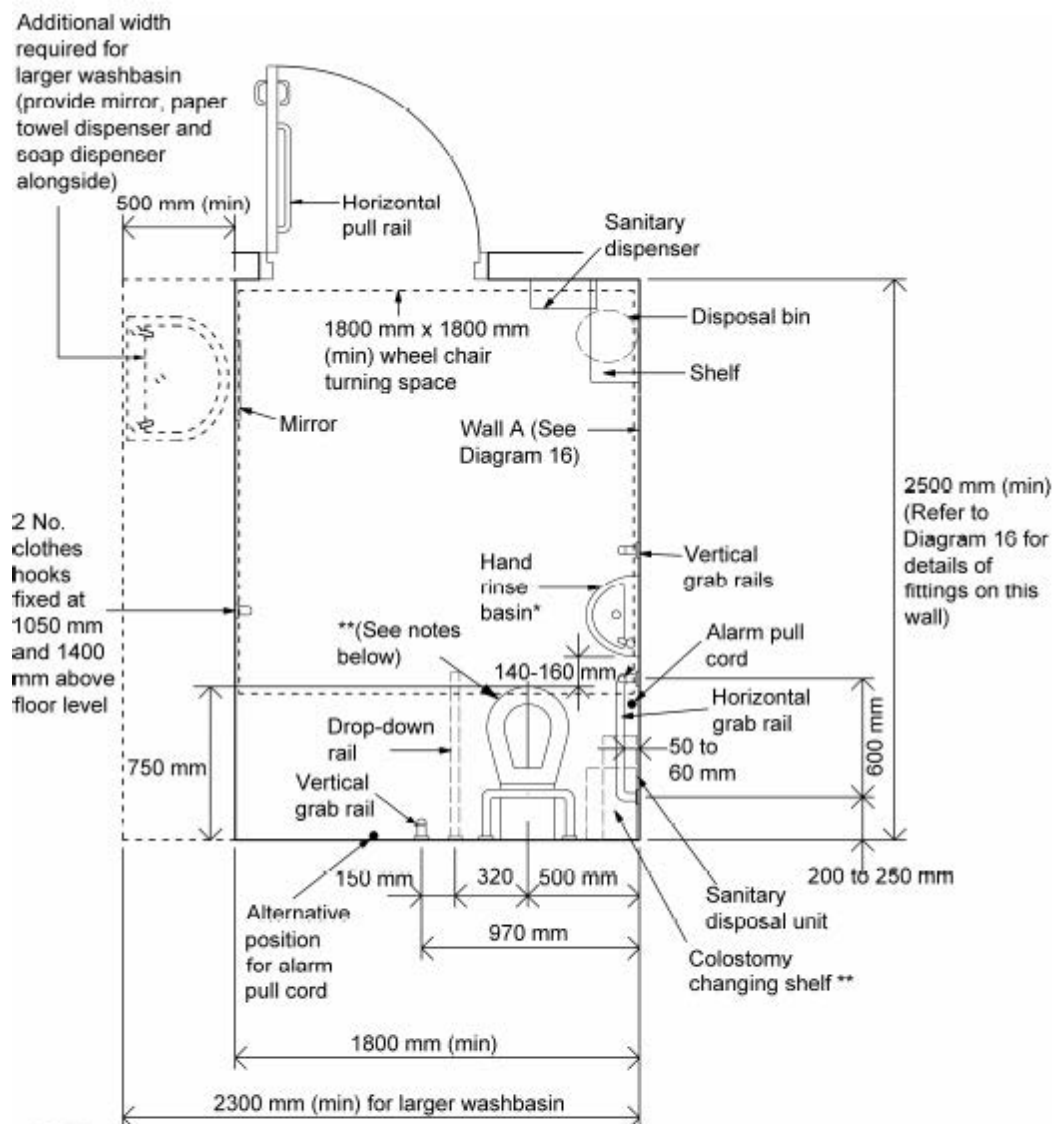 Additional width
required for
larger washbasin
(provide mirror, paper
towel dispenser and
soap dispenser
alongside)
500 mm (min)
Horizontal
pull rail
Sanitary
dispenser
1800 mm x 1800 mm
(min) wheel chair
turning space
Disposal bin
Shelf
Mirror
Wall A (See
Diagram 16)
2500 mm (min)
(Refer to
Diagram 16 for
details of
fittings on this
wall)
2 No.
clothes
hooks
fixed at
1050 mm
and 1400
mm above
floor level
Hand
rinse
basin*
Vertical
grab rails
**(See notes
below)
Alarm pull
cord
140-160 mm
Horizontal
grab rail
Drop-down
rail
50 to
60 mm
600 mm
750 mm
Vertical
grab rail
150 mm
320
500 mm
200 to 250 mm
Sanitary
disposal unit
Alternative
position
for alarm
pull cord
970 mm
Colostomy
changing shelf **
1800 mm (min)
2300 mm (min) for larger washbasin